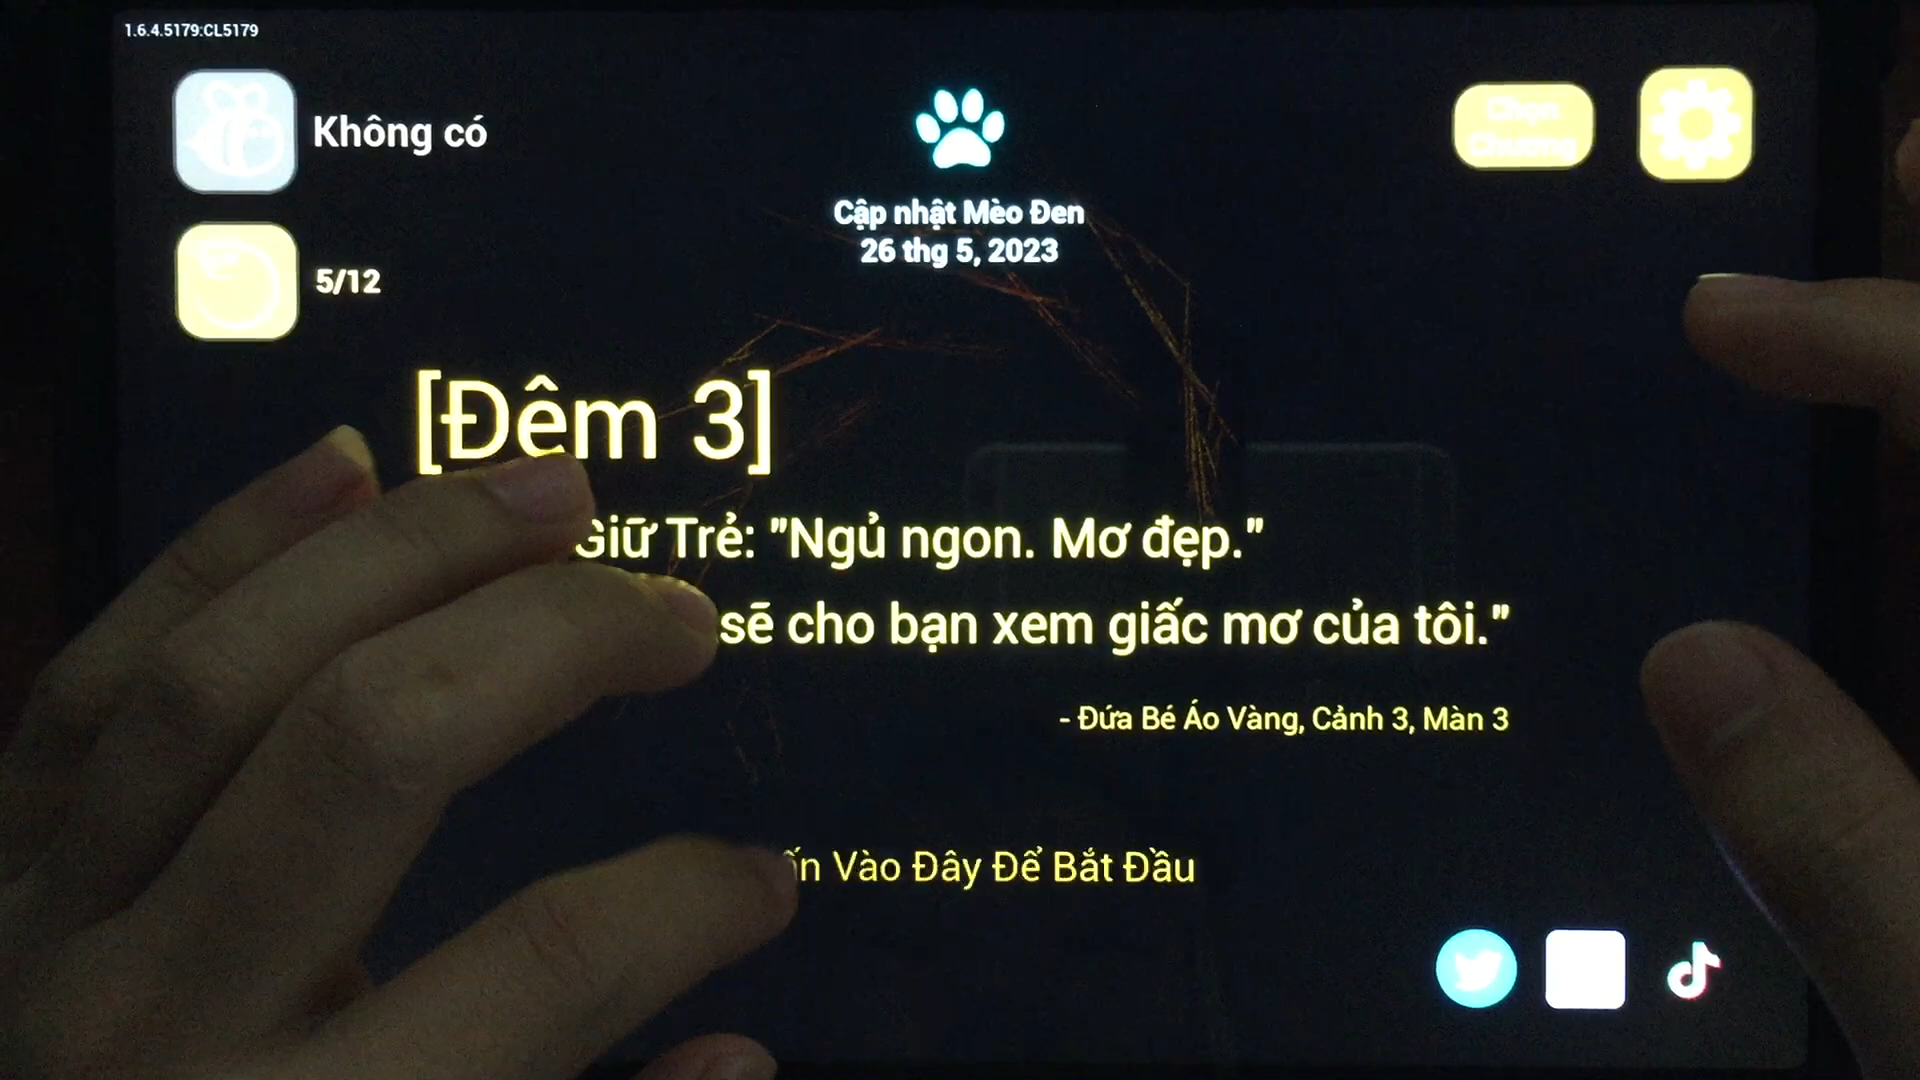 1.6.4.5179:CL5179
Không có
Cập nhật Mèo Đen
26 thg 5, 2023
Chọn
Chương
5/12
[Đêm 3]
Giữ Trẻ: "Ngủ ngon. Mơ đẹp."
sẽ cho bạn xem giấc mơ của tôi."
- Đứa Bé Áo Vàng, Cảnh 3, Màn 3
Vào Đây Để Bắt Đầu